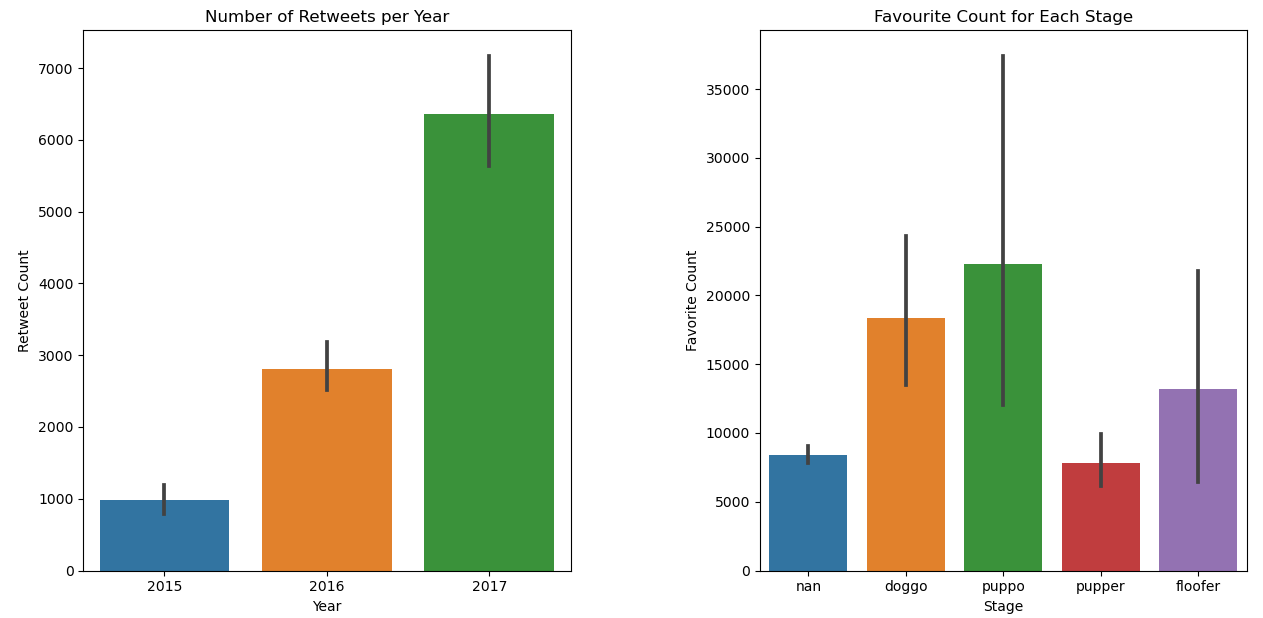 Number of Retweets per Year
7000
6000
5000
4000
3000
2000
1000
0
Retweet Count
2015 2016 2017
Year
Favourite Count for Each Stage
35000
30000
25000
20000
15000
10000
5000
0
Favorite Count
nan doggo puppo pupper floofer
Stage